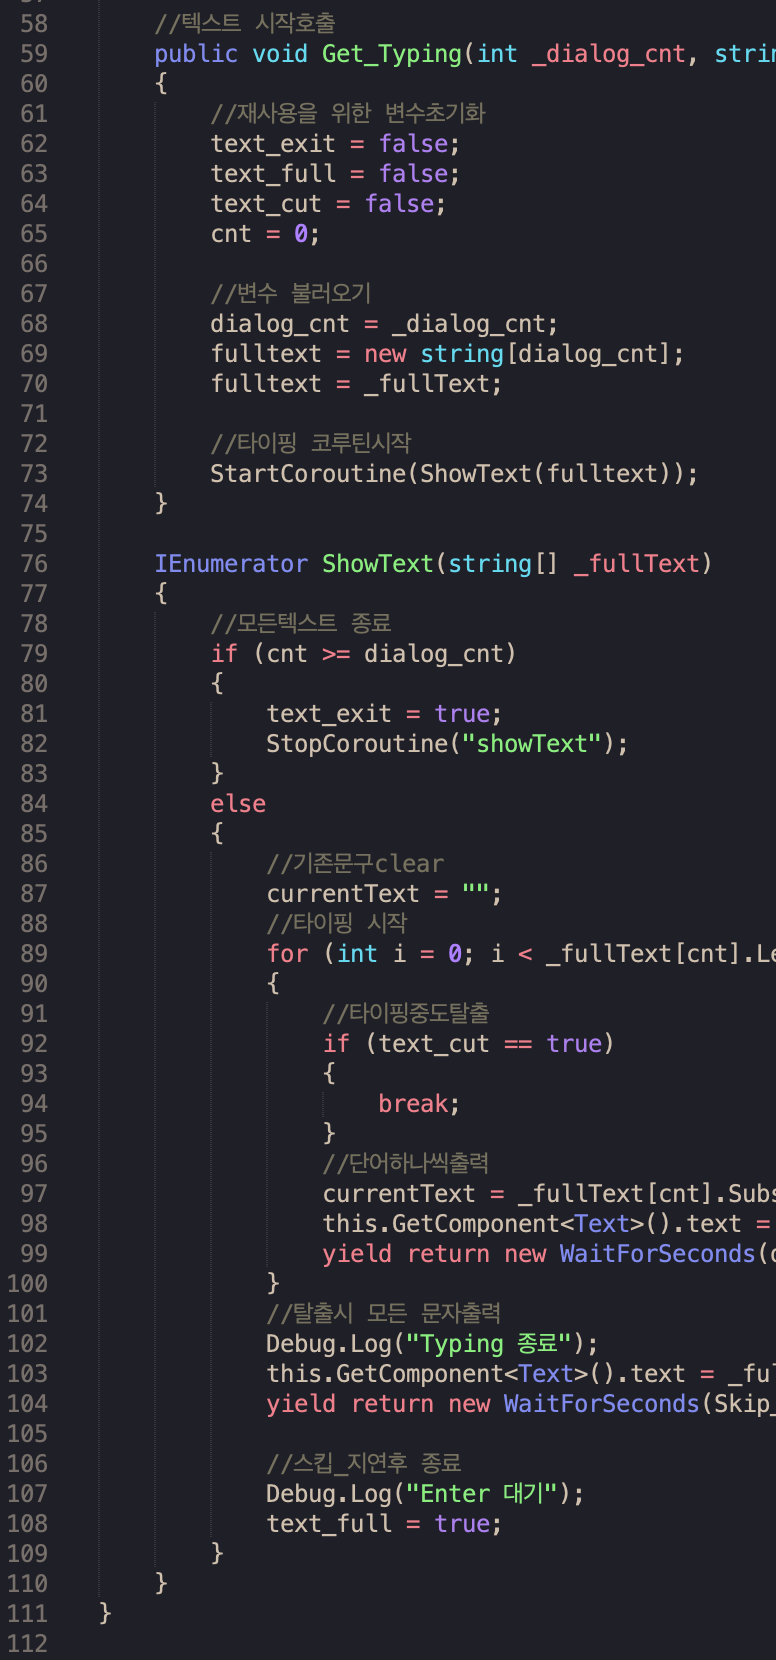 58 //텍스트 시작호출
59 public void Get_Typing(int _dialog_cnt, strin
60 {
61 //재사용을 위한 변수초기화
62 text_exit = false;
63 text_full = false;
64 text_cut = false;
65 cnt = 0;
66
67 //변수 불러오기
68 dialog_cnt = _dialog_cnt;
69 fulltext = new string[dialog_cnt];
70 fulltext = _fullText;
71
72 //타이핑 코루틴시작
73 StartCoroutine(ShowText(fulltext));
74 }
75
76 IEnumerator ShowText(string[] _fullText)
77 {
78 //모든텍스트 종료
79 if (cnt >= dialog_cnt)
80 {
81 text_exit = true;
82 StopCoroutine("showText");
83 }
84 else
85 {
86 //기존문구clear
87 currentText = "";
88 //타이핑 시작
89 for (int i = 0; i < _fullText[cnt].Le
90 {
91 //타이핑중도탈출
92 if (text_cut == true)
93 {
94 break;
95 }
96 //단어하나씩출력
97 currentText = _fullText[cnt].Subs
98 this.GetComponent<Text>().text =
99 yield return new WaitForSeconds(
100 }
101 //탈출시 모든 문자출력
102 Debug.Log("Typing 종료");
103 this.GetComponent<Text>().text = _ful
104 yield return new WaitForSeconds(Skip_
105
106 //스킵_지연후 종료
107 Debug.Log("Enter 대기");
108 text_full = true;
109 }
110 }
111 }
112